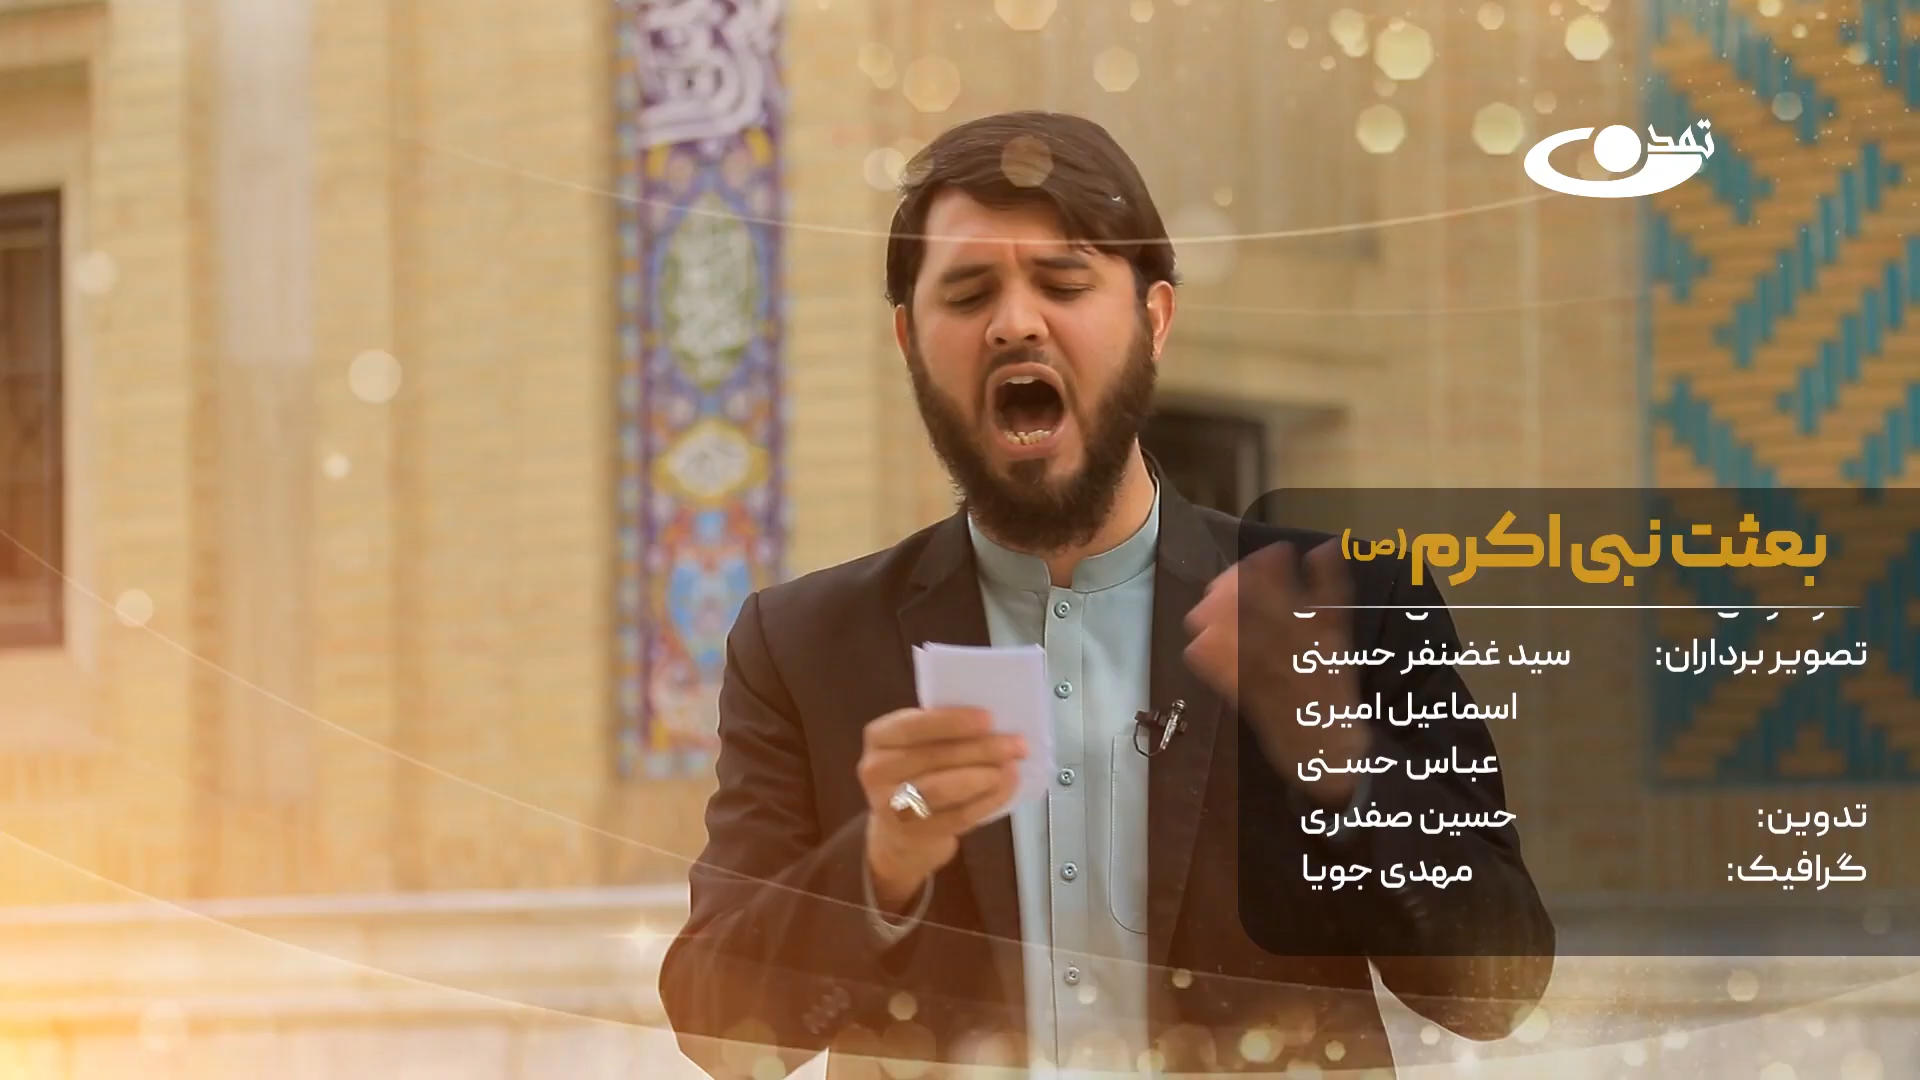 تمدن
بعثت نبی اکرم(ص)
تصویر برداران: سید غضنفر حسینی
اسماعیل امیری
عباس حسنی
تدوین: حسین صفدری
گرافیک: مهدی جویا